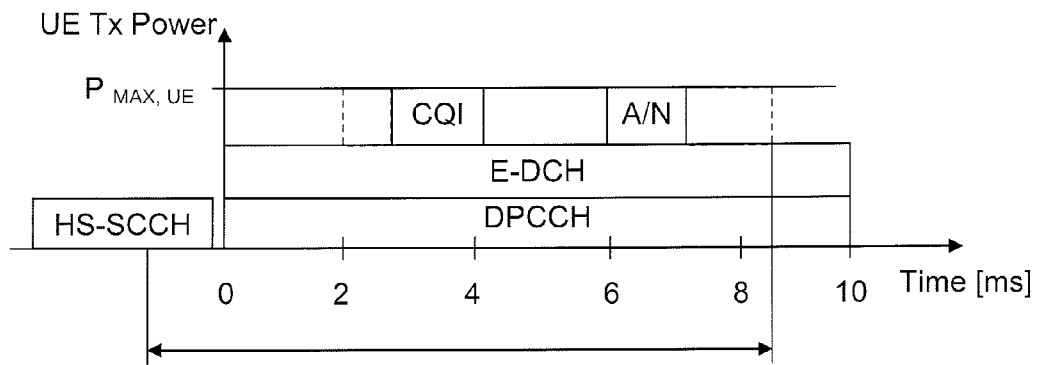 UE Tx Power
P MAX, UE
CQI
A/N
E-DCH
HS-SCCH
DPCCH
0 2 4 6 8 10 Time [ms]